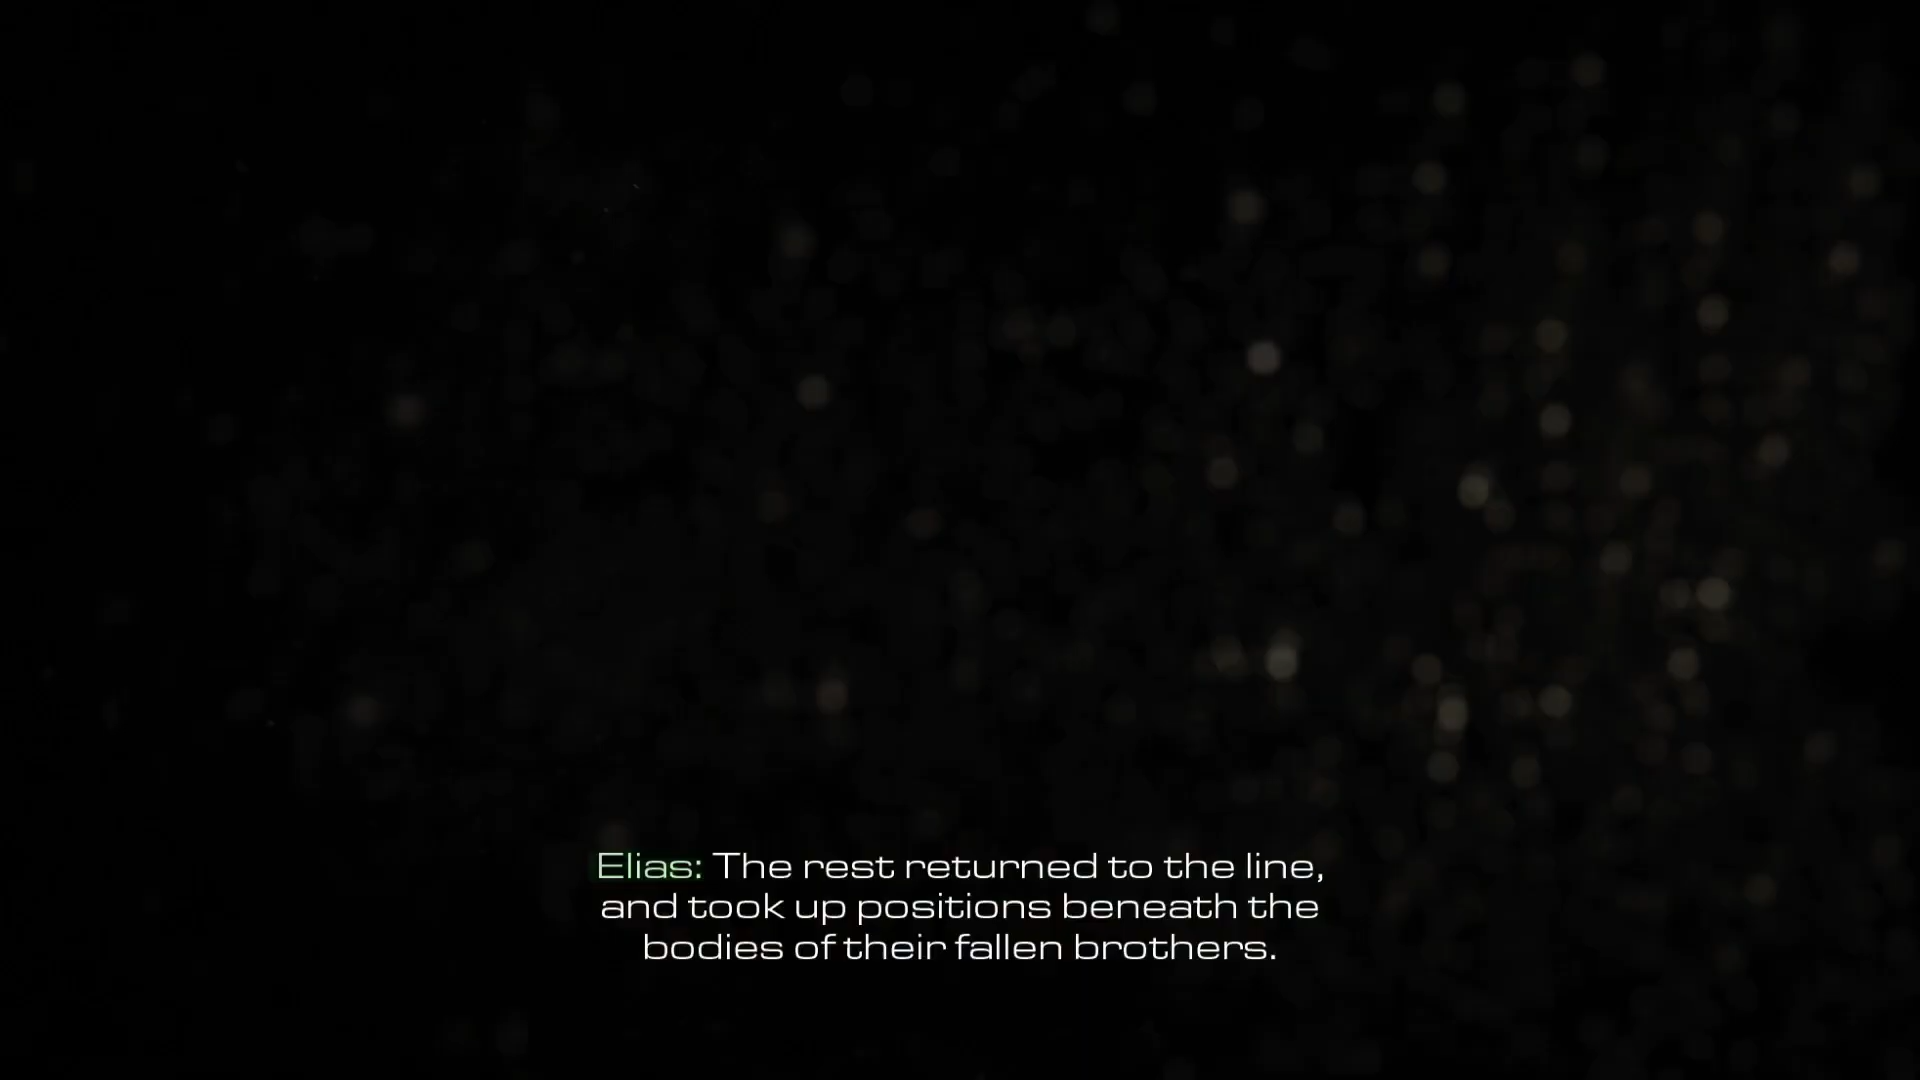 Elias: The rest returned to the line,
and took up positions beneath the
bodies of their fallen brothers.